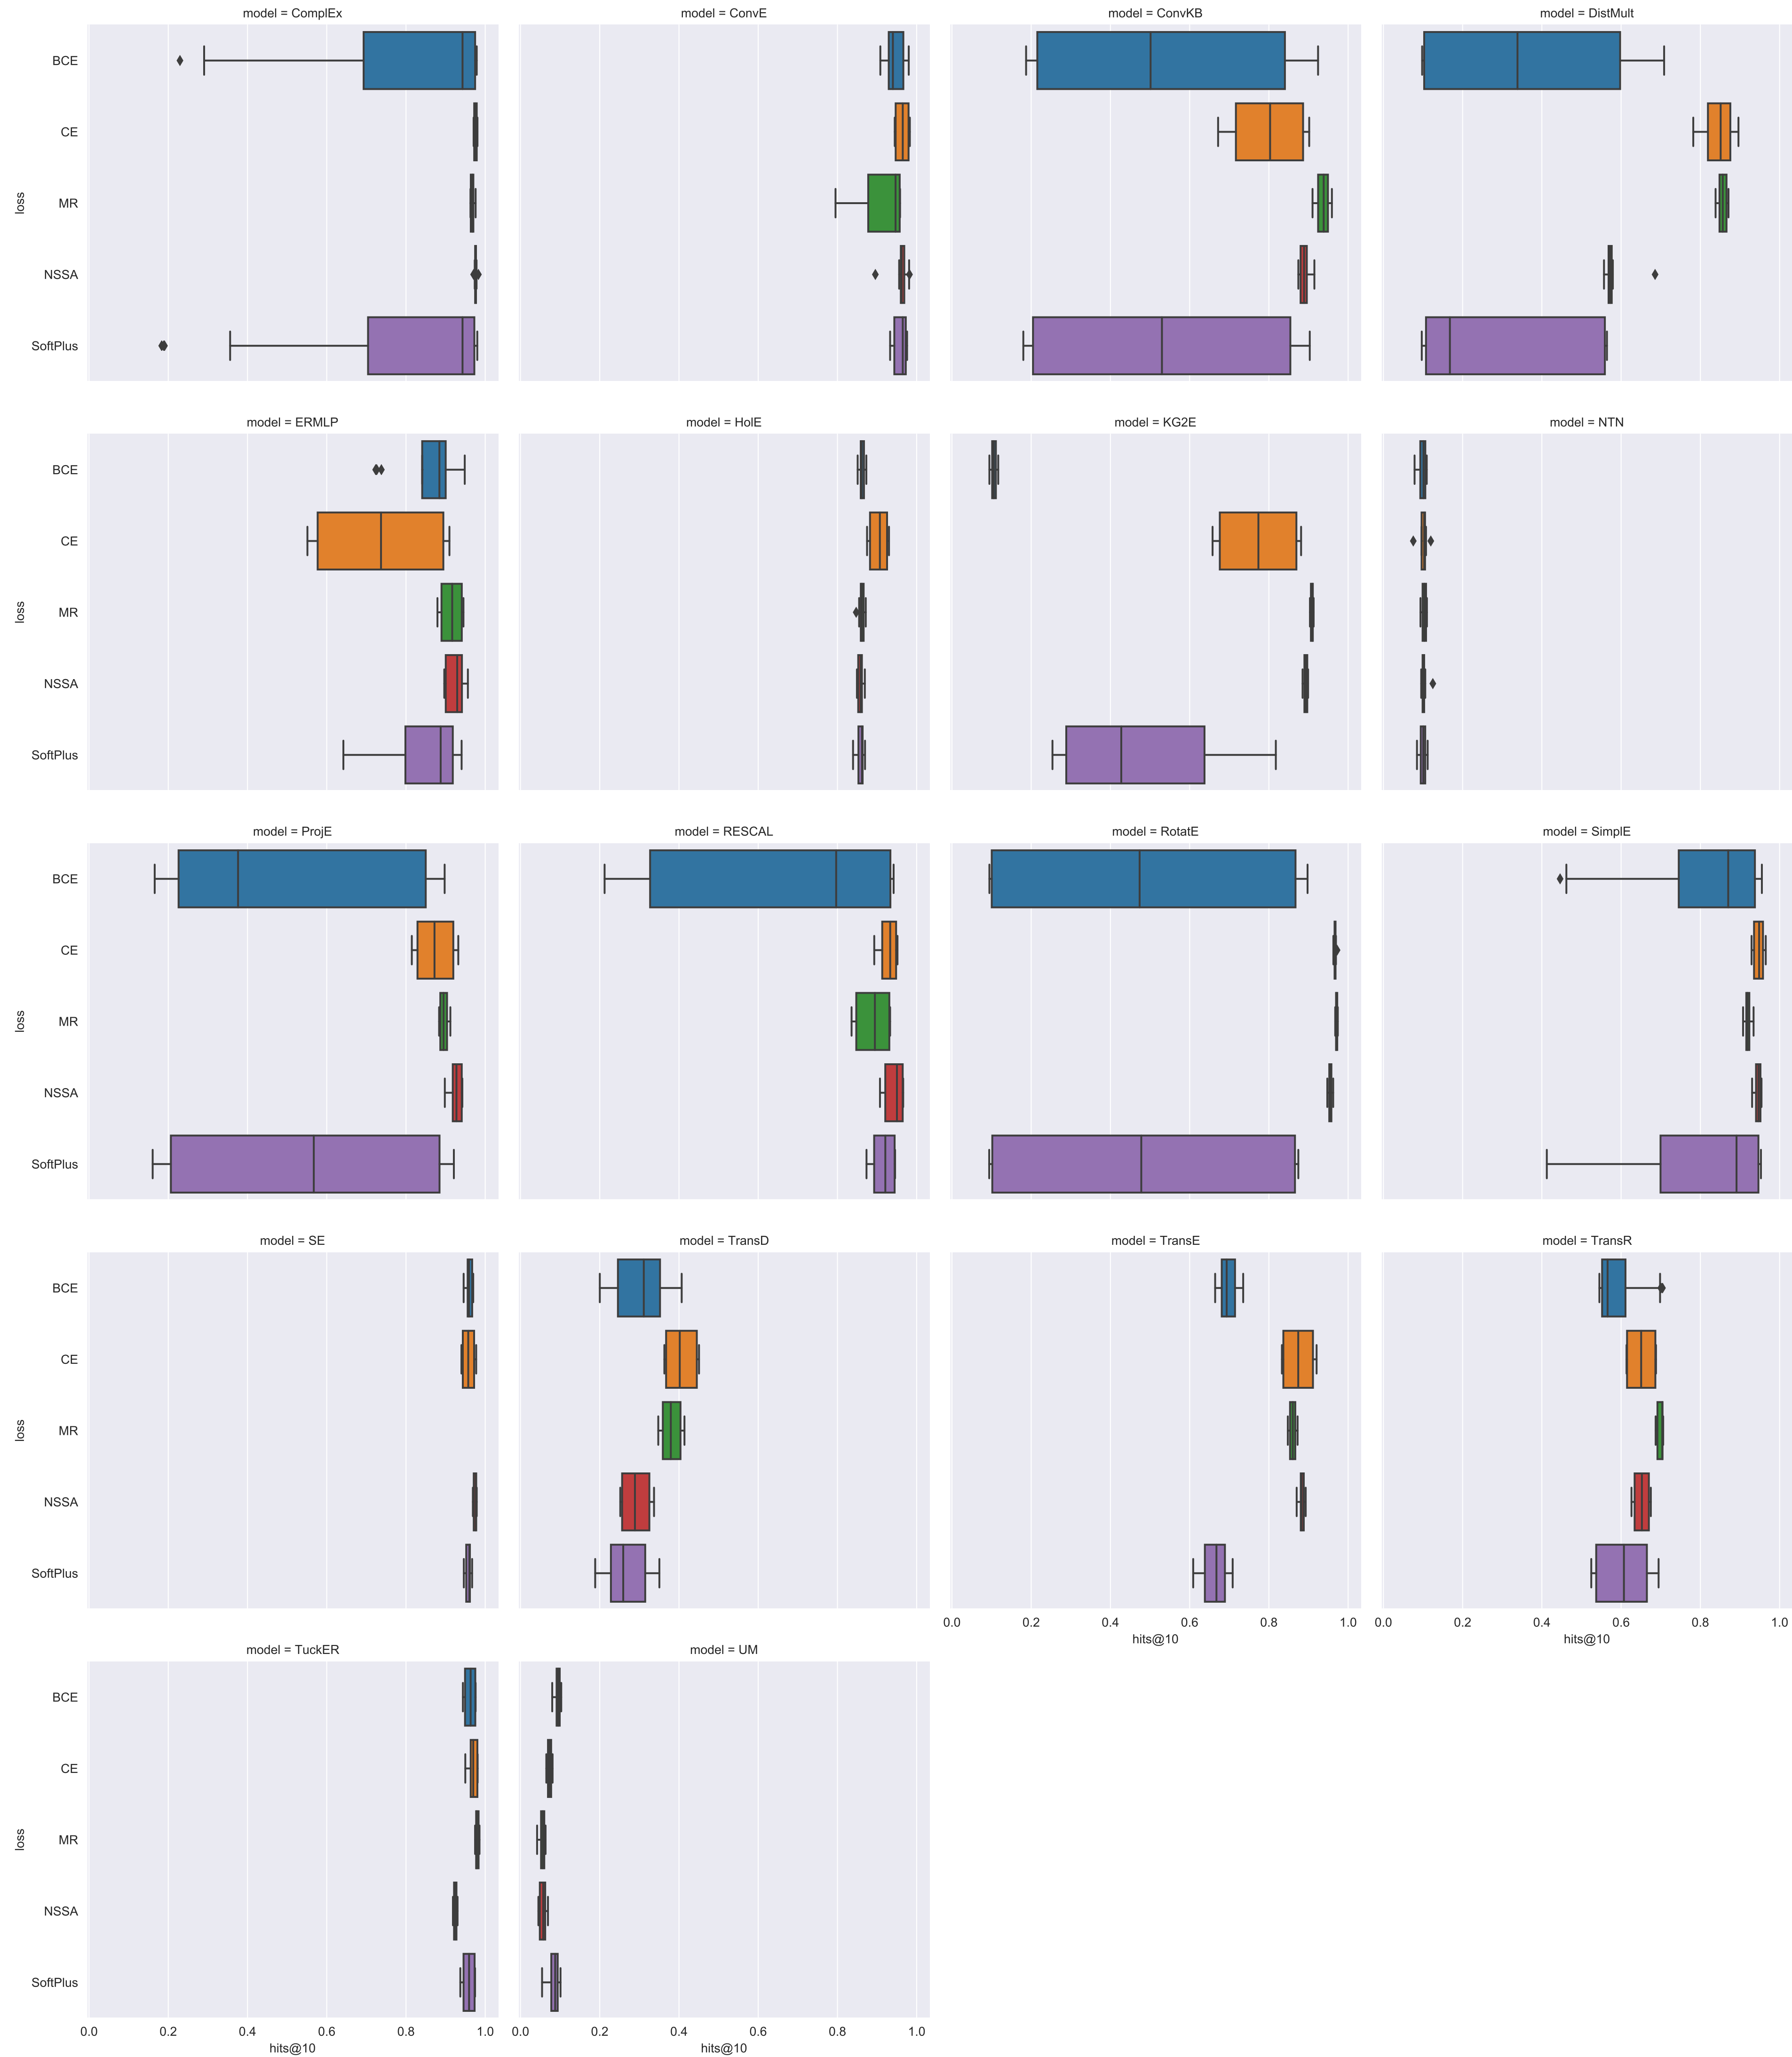 model = ComplEx
model = ConvE
model = ConvKB
model = DistMult
BCE
CE
loss
MR
NSSA
SoftPlus
model = ERMLP
model = HolE
model = KG2E
model = NTN
BCE
CE
loss
MR
NSSA
SoftPlus
model = ProjE
model = RESCAL
model = RotatE
model = SimplE
BCE
CE
loss
MR
NSSA
SoftPlus
model = SE
model = TransD
model = TransE
model = TransR
BCE
CE
loss
MR
NSSA
SoftPlus
0.0 0.2 0.4 0.6 0.8 1.0
hits@10
0.0 0.2 0.4 0.6 0.8 1.0
hits@10
model = TuckER
model = UM
BCE
CE
loss
MR
NSSA
SoftPlus
0.0 0.2 0.4 0.6 0.8 1.0
hits@10
0.0 0.2 0.4 0.6 0.8 1.0
hits@10